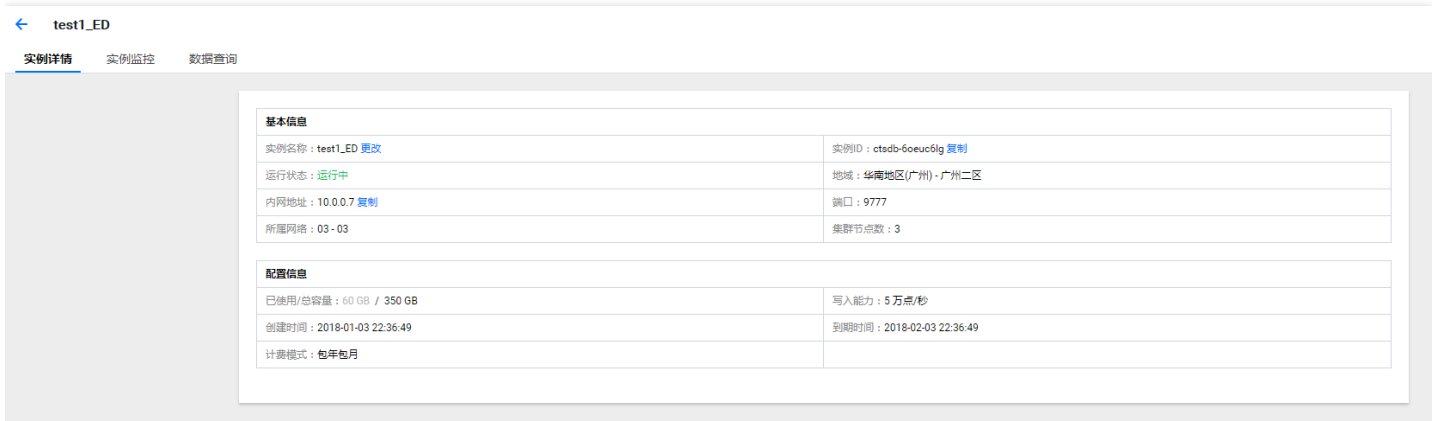 test1_ED
实例详情 实例监控 数据查询
基本信息
实例名称：test1_ED 更改 实例ID：ctsdb-6oeuc6lg 复制
运行状态：运行中 地域：华南地区(广州) - 广州二区
内网地址：10.0.0.7 复制 端口：9777
所属网络：03 - 03 集群节点数：3
配置信息
已使用/总容量：60 GB / 350 GB 写入能力：5 万点/秒
创建时间：2018-01-03 22:36:49 到期时间：2018-02-03 22:36:49
计费模式：包年包月